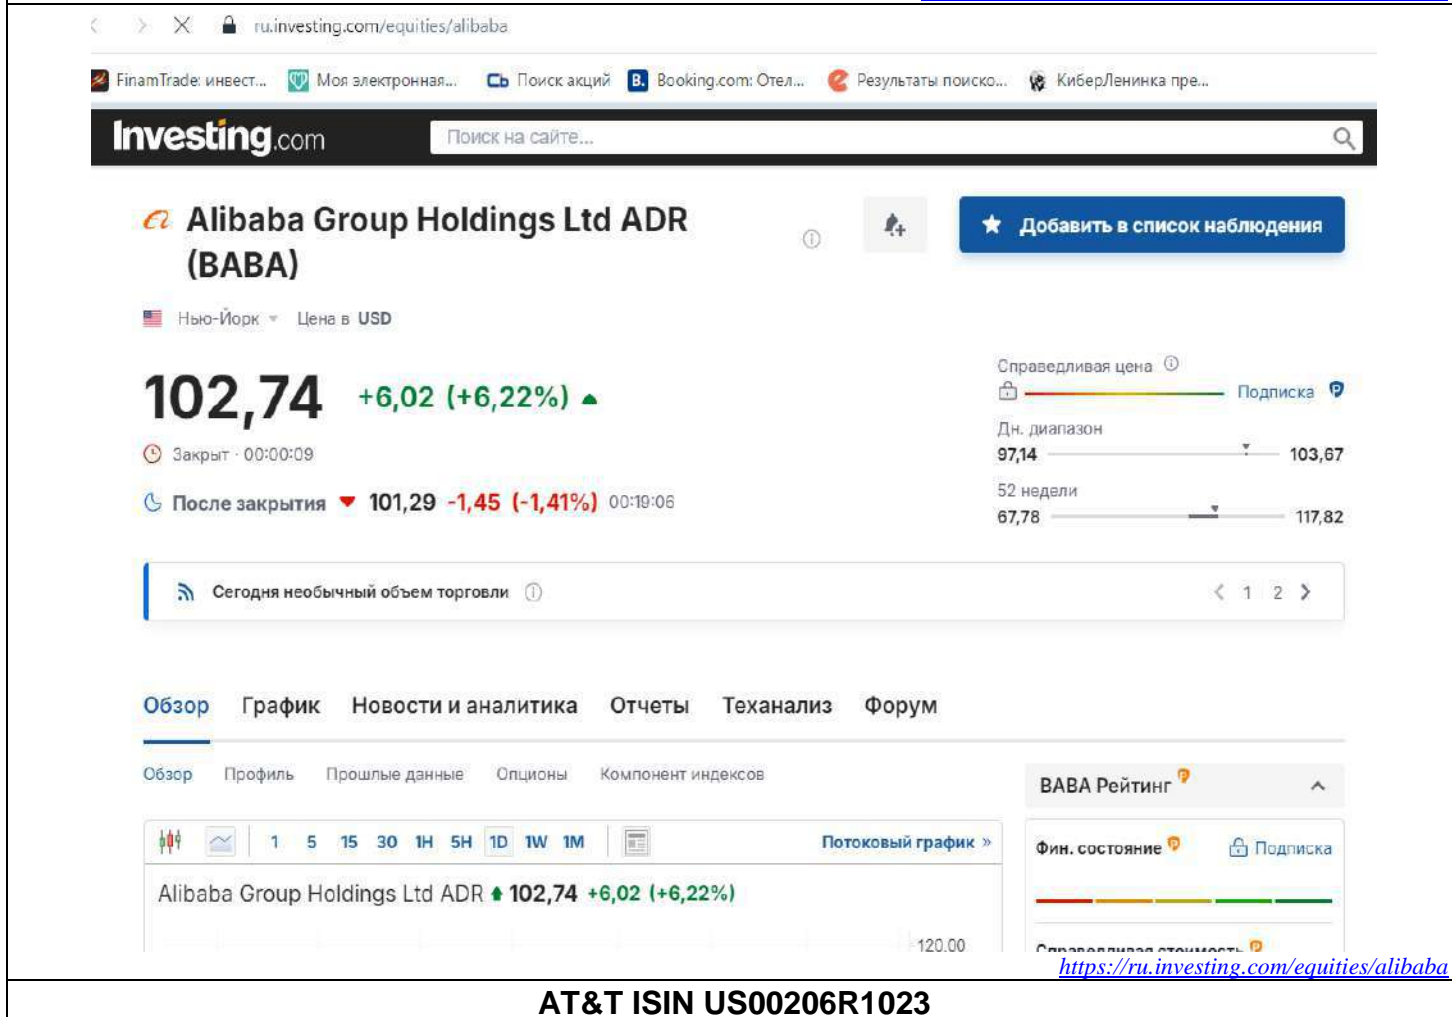 ru.investing.com/equities/alibaba
FinamTrade: инвест... Моя электронная... Cb Поиск акций B. Booking.com: Отел... Результаты поиско... КиберЛенинка пре...
Investing.com Поиск на сайте...
Alibaba Group Holdings Ltd ADR
(BABA)
Добавить в список наблюдения
Нью-Йорк Цена в USD
102,74 +6,02 (+6,22%)
Закрыт · 00:00:09
После закрытия 101,29 -1,45 (-1,41%) 00:19:06
Справедливая цена
Подписка
Дн. диапазон
97,14 103,67
52 недели
67,78 117,82
Сегодня необычный объем торговли
1 2
Обзор График Новости и аналитика Отчеты Теханализ Форум
Обзор Профиль Прошлые данные Опционы Компонент индексов
BABA Рейтинг
1 5 15 30 1H 5H 1D 1W 1M Потоковый график »
Фин. состояние Подписка
Alibaba Group Holdings Ltd ADR 102,74 +6,02 (+6,22%)
120.00
Справедливая стоимость
https://ru.investing.com/equities/alibaba
AT&T ISIN US00206R1023